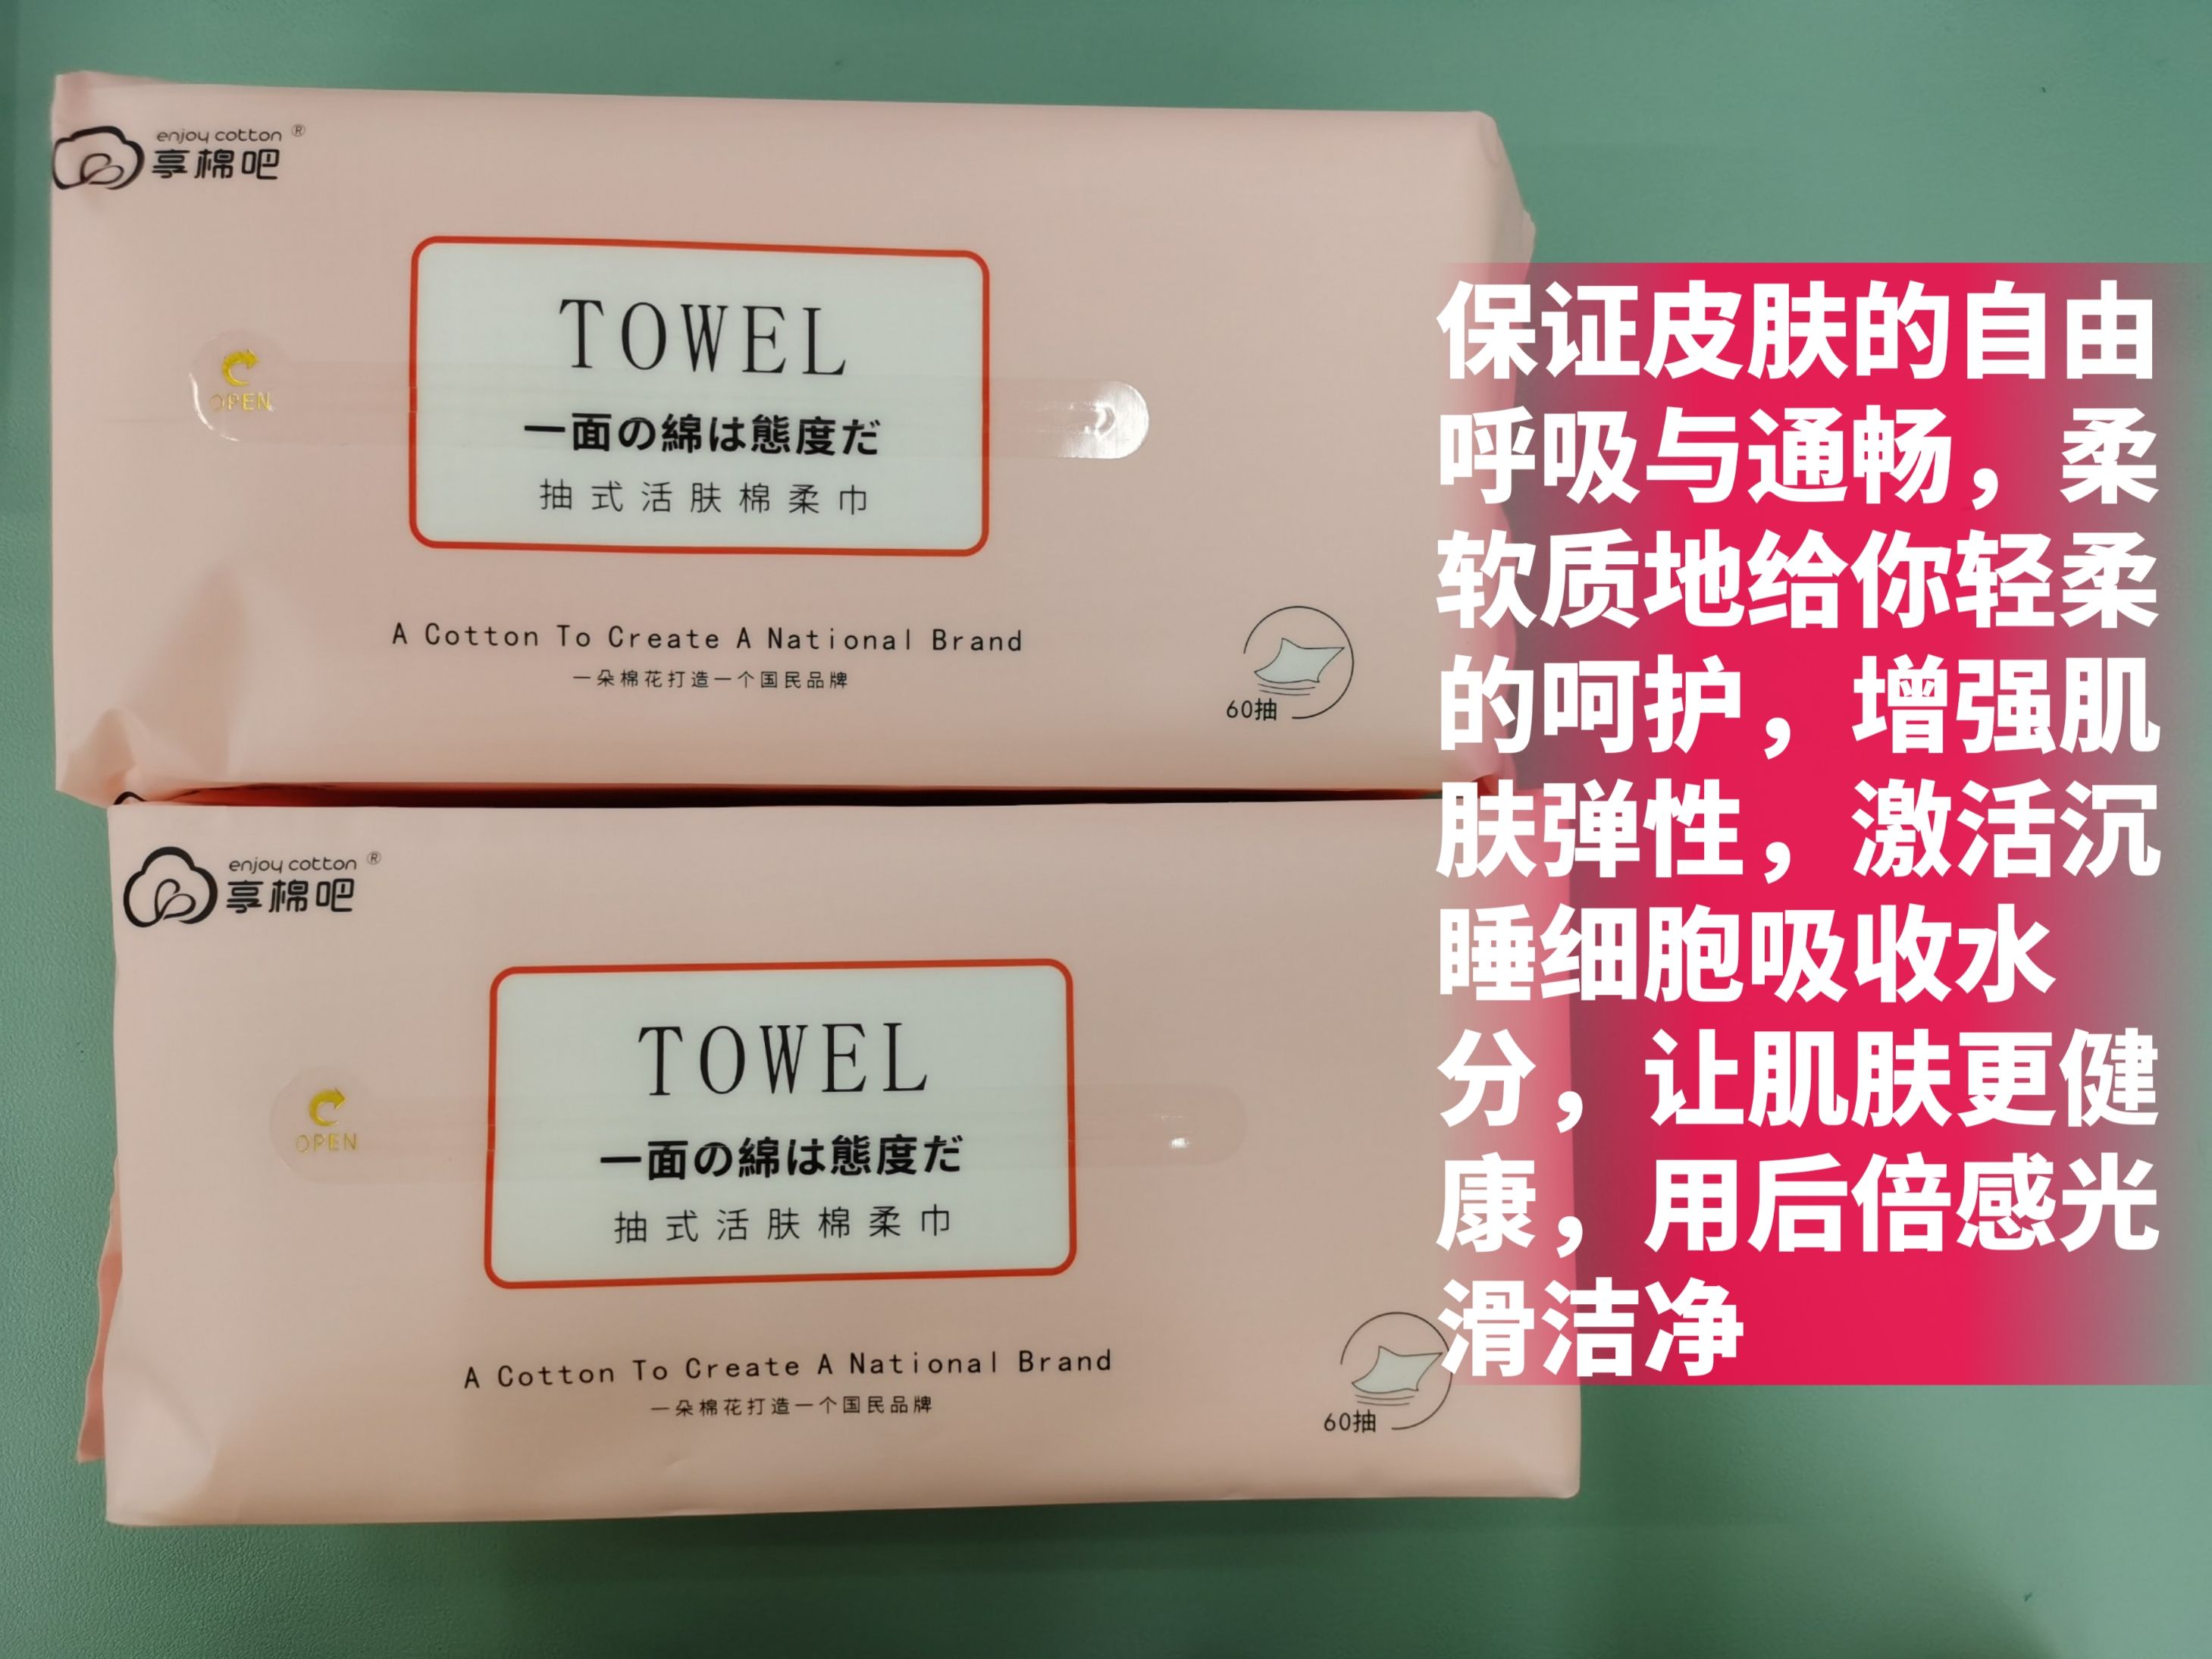 enjoy cotton ®
享棉吧
OPEN
TOWEL
一面の綿は態度だ
抽式活肤棉柔巾
A Cotton To Create A National Brand
一朵棉花打造一个国民品牌
60抽
enjoy cotton ®
享棉吧
OPEN
TOWEL
一面の綿は態度だ
抽式活肤棉柔巾
A Cotton To Create A National Brand
一朵棉花打造一个国民品牌
60抽
保证皮肤的自由
呼吸与通畅，柔
软质地给你轻柔
的呵护，增强肌
肤弹性，激活沉
睡细胞吸收水
分，让肌肤更健
康，用后倍感光
滑洁净